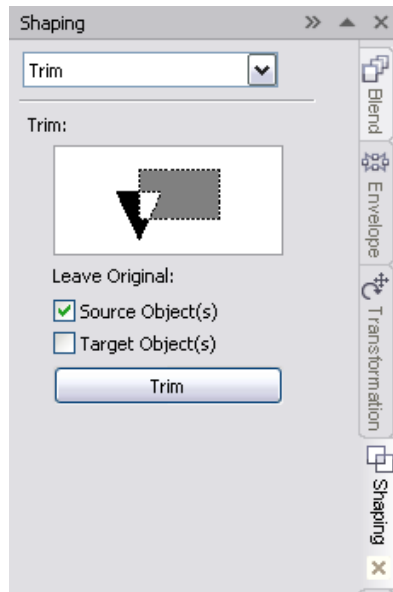 Shaping
Trim
Trim:
Leave Original:
Source Object(s)
Target Object(s)
Trim
Blend
Envelope
Transformation
Shaping